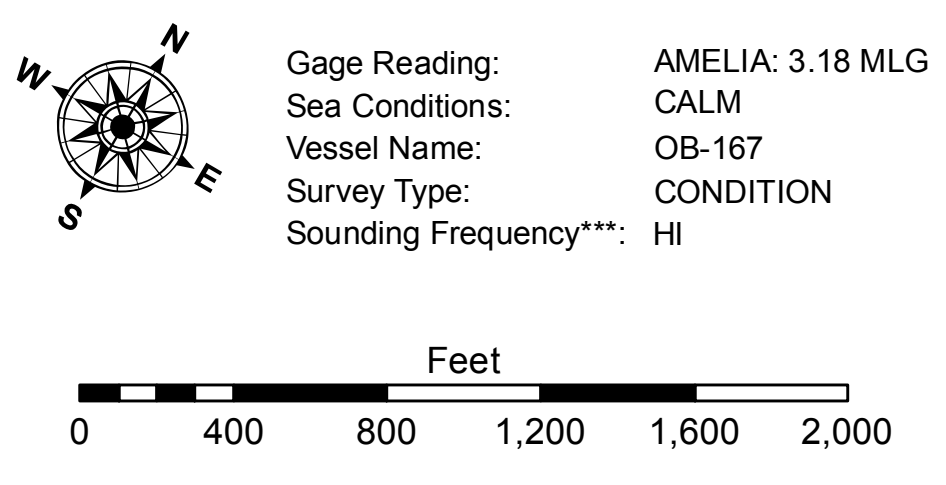 N
W
E
S
Gage Reading: AMELIA: 3.18 MLG
Sea Conditions: CALM
Vessel Name: OB-167
Survey Type: CONDITION
Sounding Frequency***: HI
Feet
0 400 800 1,200 1,600 2,000